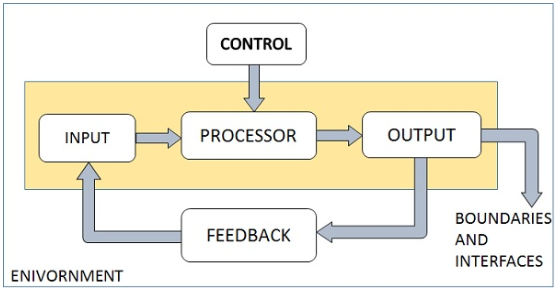 CONTROL
INPUT
PROCESSOR
OUTPUT
FEEDBACK
BOUNDARIES
AND
INTERFACES
ENIVORNMENT